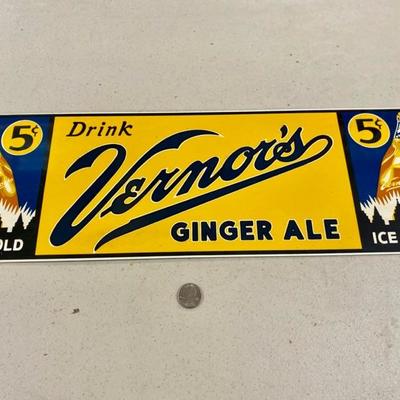 5¢
Drink
Vernor's
GINGER ALE
OLD
5¢
ICE